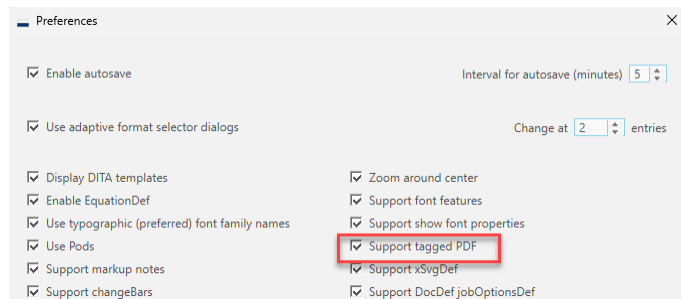 Preferences
Enable autosave Interval for autosave (minutes) 5
Use adaptive format selector dialogs Change at 2 entries
Display DITA templates Zoom around center
Enable EquationDef Support font features
Use typographic (preferred) font family names Support show font properties
Use Pods Support tagged PDF
Support markup notes Support xSvgDef
Support changeBars Support DocDef jobOptionsDef